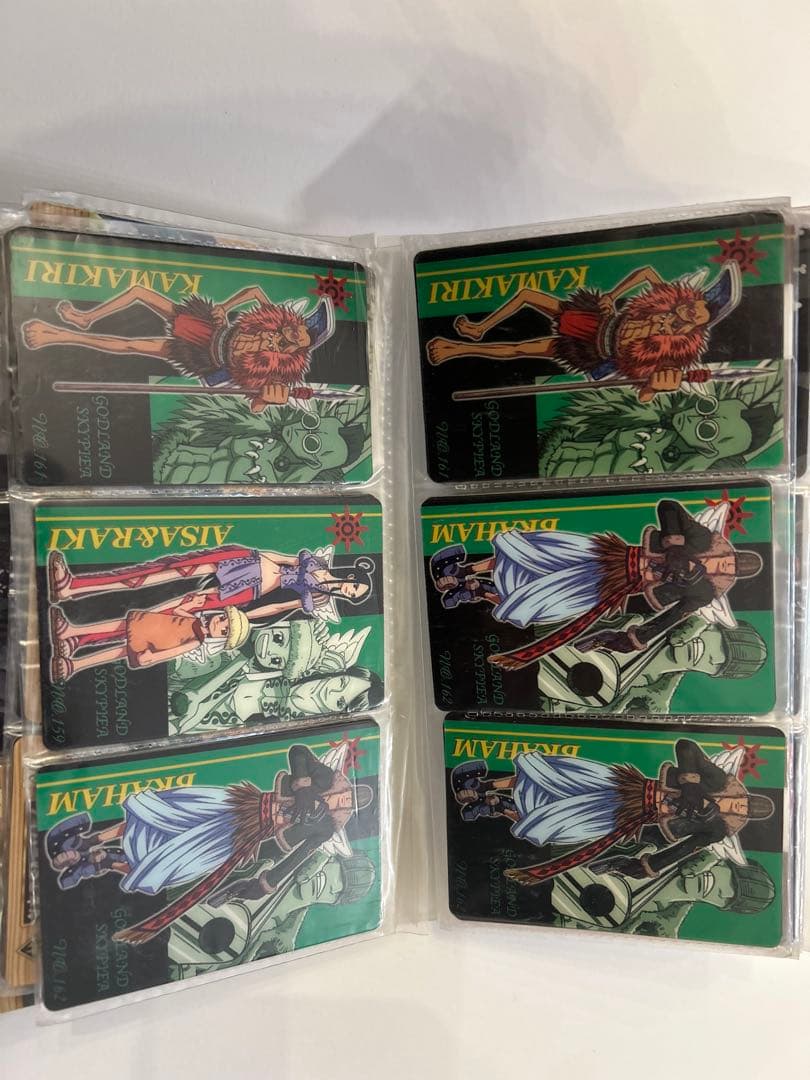 KAMAKIRI
GODLAND
SKYPIEA
No.161
AISA&RAKI
GODLAND
SKYPIEA
No.159
BRAHAM
GODLAND
SKYPIEA
No.162
KAMAKIRI
GODLAND
SKYPIEA
No.161
BRAHAM
GODLAND
SKYPIEA
No.162
BRAHAM
GODLAND
SKYPIEA
No.162